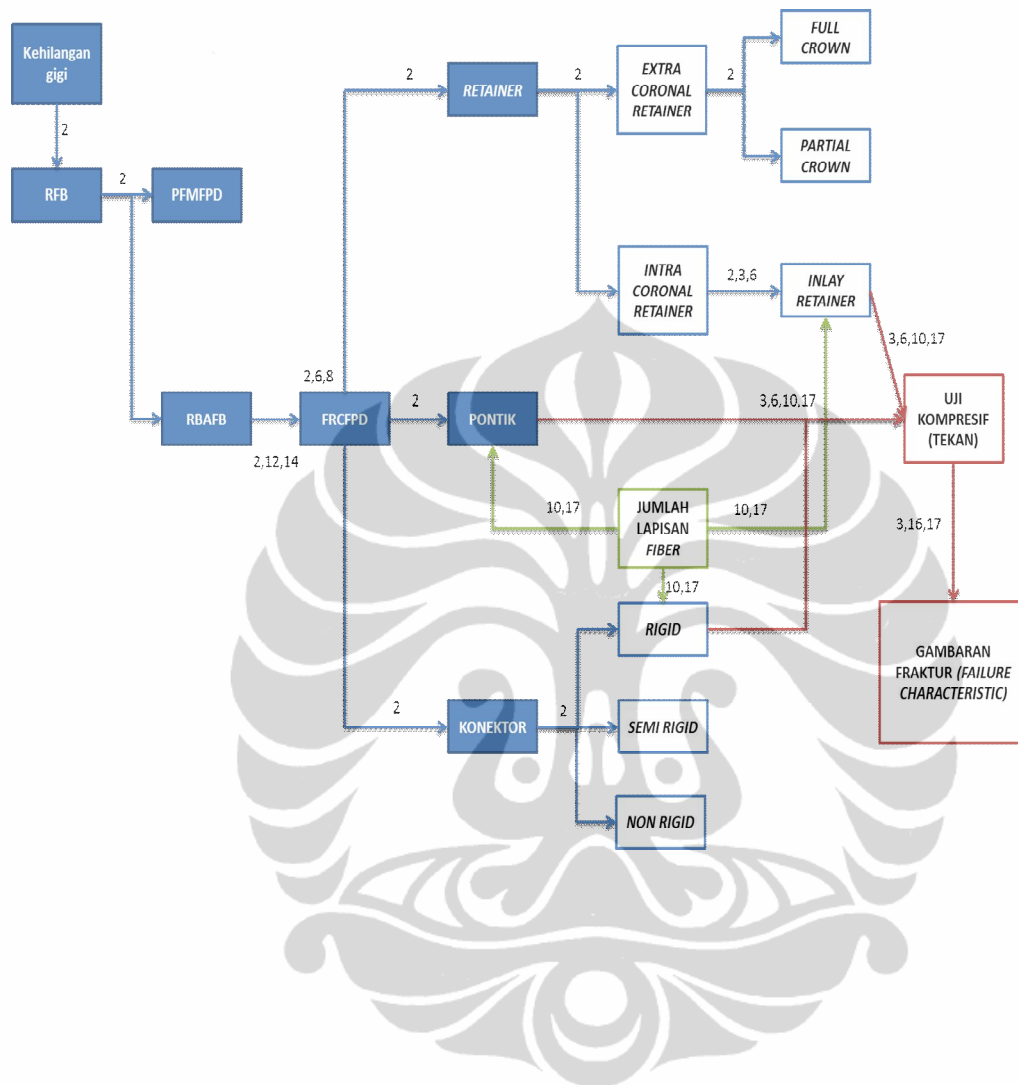 Kehilangan
gigi
2
RFB
2
PFMFPD
RBAFB
2,12,14
2,6,8
FRCFPD
2
RETAINER
2
EXTRA
CORONAL
RETAINER
2
FULL
CROWN
PARTIAL
CROWN
INTRA
CORONAL
RETAINER
2,3,6
INLAY
RETAINER
3,6,10,17
2
PONTIK
3,6,10,17
UJI
KOMPRESIF
(TEKAN)
10,17
JUMLAH
LAPISAN
FIBER
10,17
10,17
3,16,17
2
KONEKTOR
2
RIGID
SEMI RIGID
NON RIGID
GAMBARAN
FRAKTUR (FAILURE
CHARACTERISTIC)